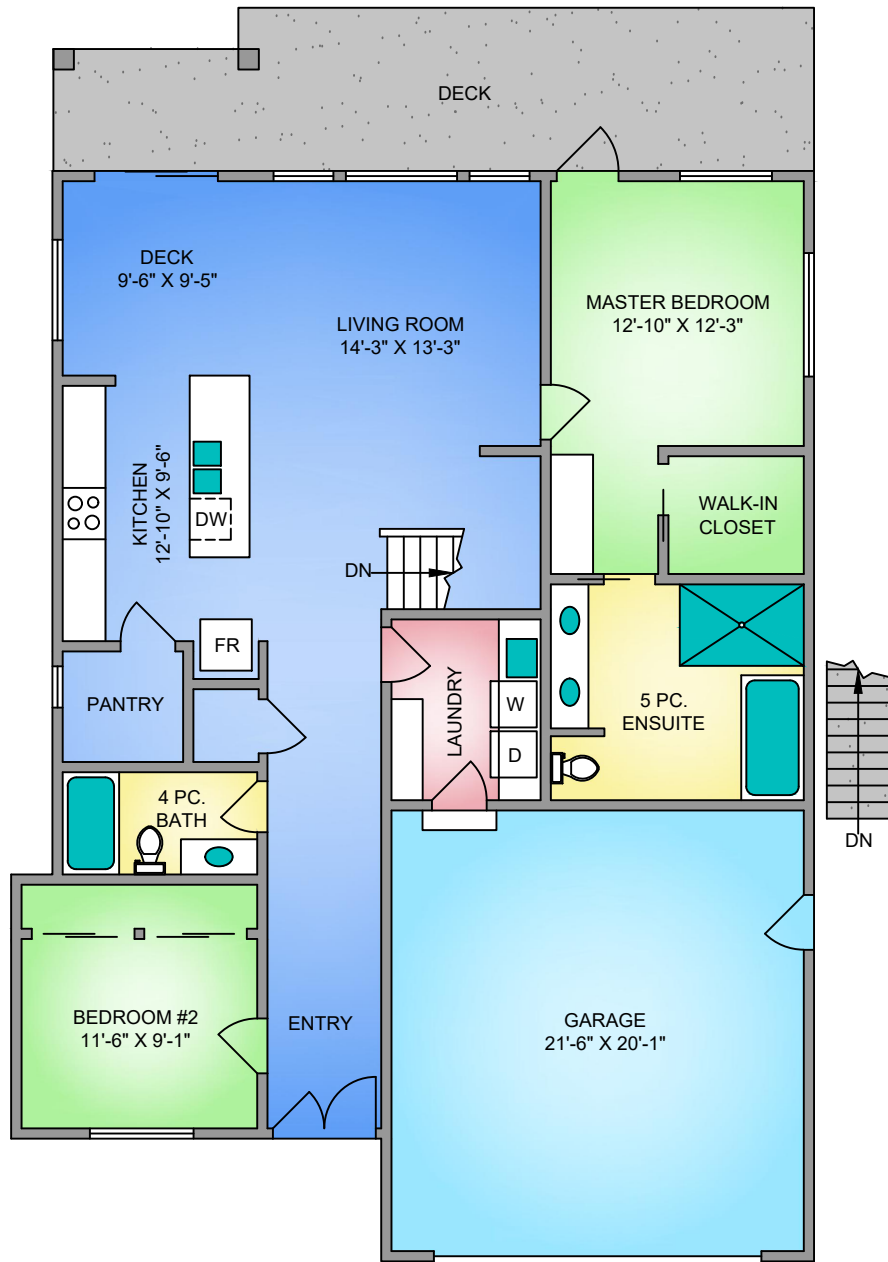 DECK
DECK
9'-6" X 9'-5"
LIVING ROOM
14'-3" X 13'-3"
MASTER BEDROOM
12'-10" X 12'-3"
KITCHEN
12'-10" X 9'-6"
DW
WALK-IN
CLOSET
DN
FR
PANTRY
LAUNDRY
W
D
5 PC.
ENSUITE
4 PC.
BATH
DN
BEDROOM #2
11'-6" X 9'-1"
ENTRY
GARAGE
21'-6" X 20'-1"